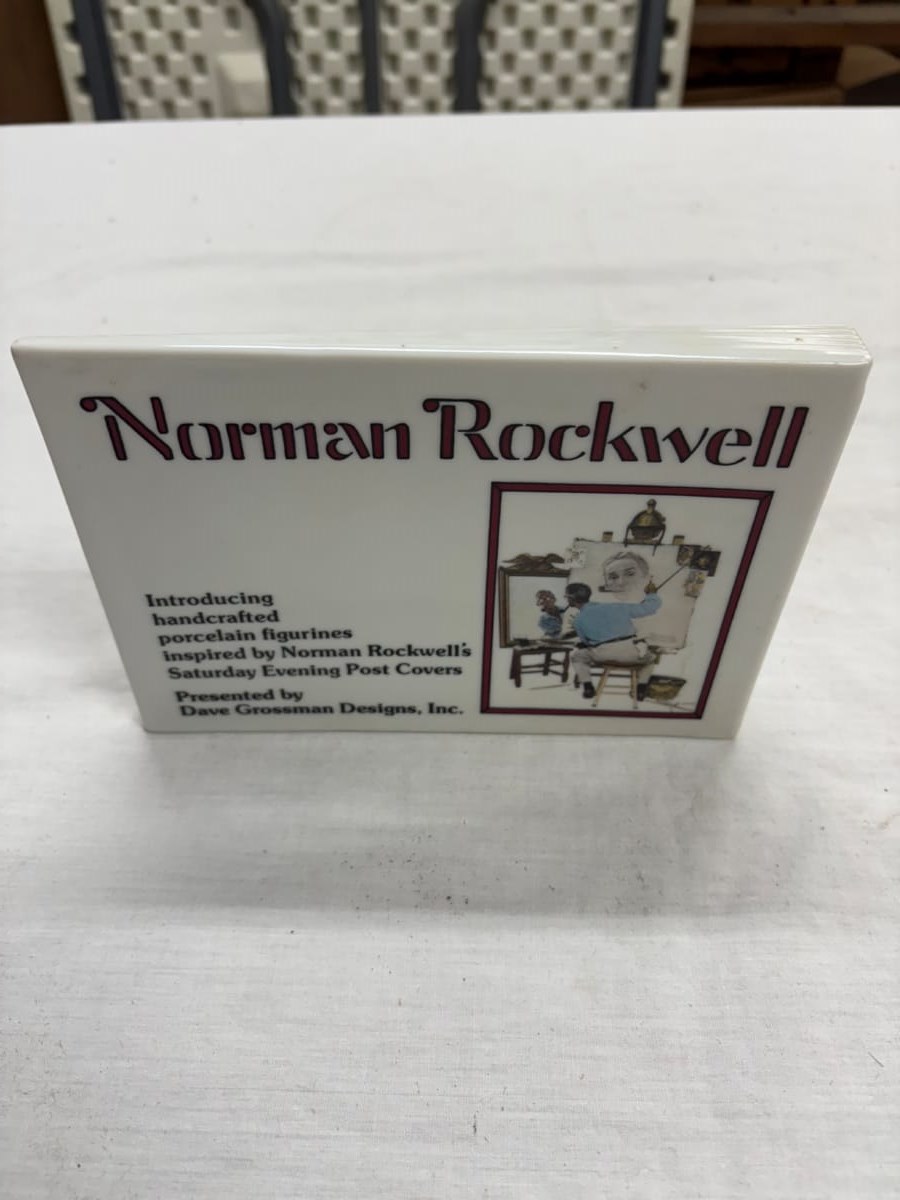 Norman Rockwell
Introducing
handcrafted
porcelain figurines
inspired by Norman Rockwell's
Saturday Evening Post Covers
Presented by
Dave Grossman Designs, Inc.